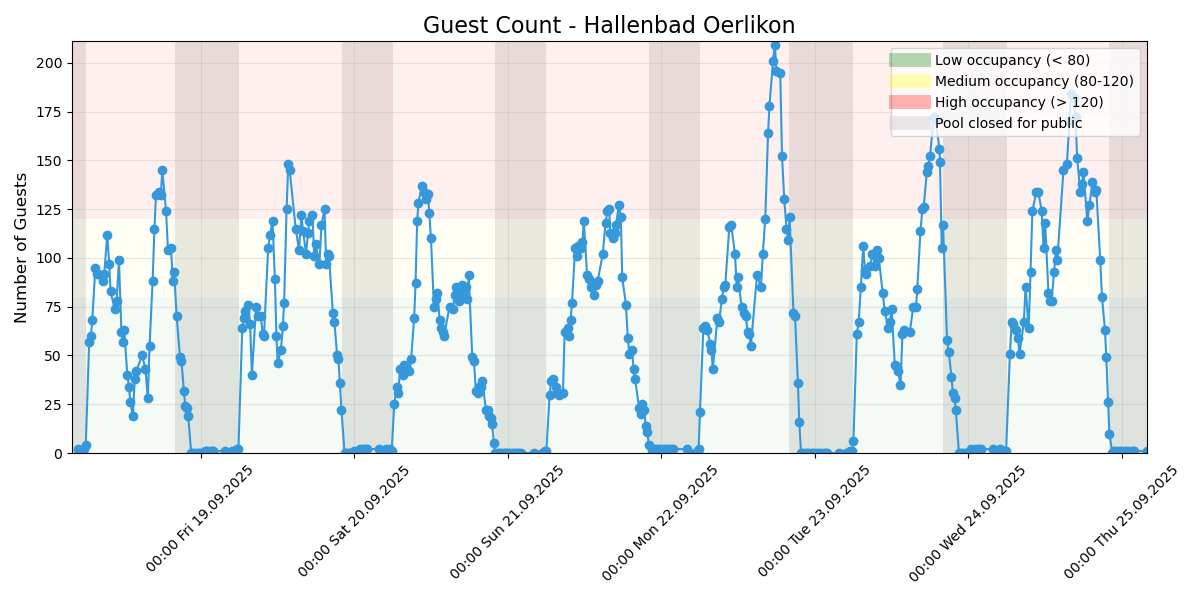 Guest Count - Hallenbad Oerlikon
Number of Guests
200
175
150
125
100
75
50
25
0
Low occupancy (< 80)
Medium occupancy (80-120)
High occupancy (> 120)
Pool closed for public
00:00 Fri 19.09.2025
00:00 Sat 20.09.2025
00:00 Sun 21.09.2025
00:00 Mon 22.09.2025
00:00 Tue 23.09.2025
00:00 Wed 24.09.2025
00:00 Thu 25.09.2025